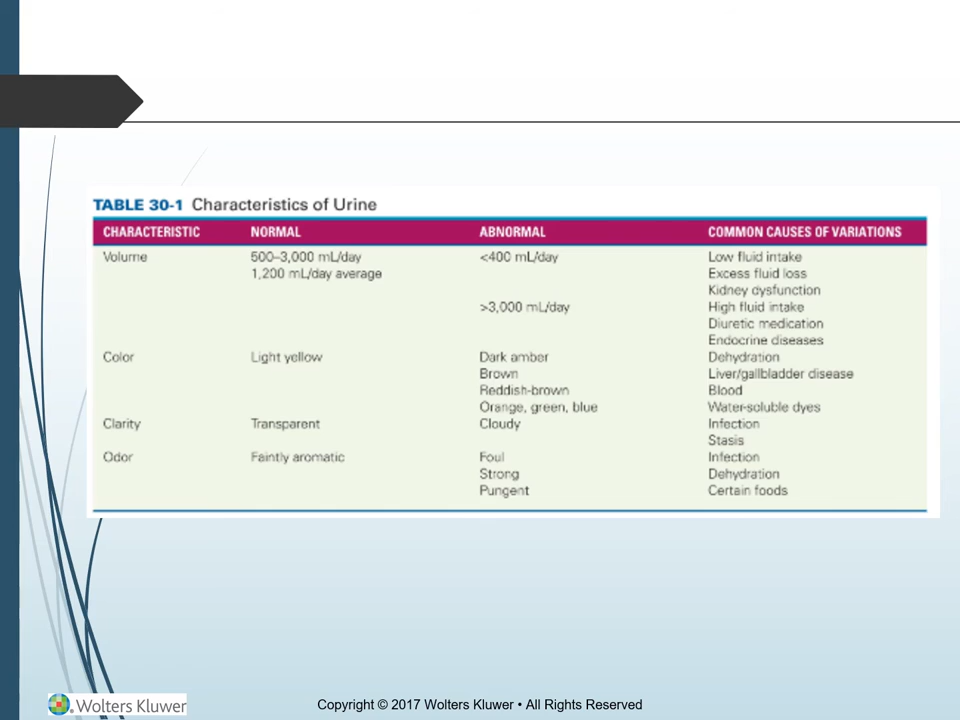 TABLE 30-1 Characteristics of Urine
CHARACTERISTIC NORMAL ABNORMAL COMMON CAUSES OF VARIATIONS
Volume 500–3,000 mL/day <400 mL/day Low fluid intake
1,200 mL/day average Excess fluid loss
Kidney dysfunction
>3,000 mL/day High fluid intake
Diuretic medication
Endocrine diseases
Color Light yellow Dark amber Dehydration
Brown Liver/gallbladder disease
Reddish-brown Blood
Orange, green, blue Water-soluble dyes
Clarity Transparent Cloudy Infection
Stasis
Odor Faintly aromatic Foul Infection
Strong Dehydration
Pungent Certain foods
Wolters Kluwer
Copyright © 2017 Wolters Kluwer • All Rights Reserved